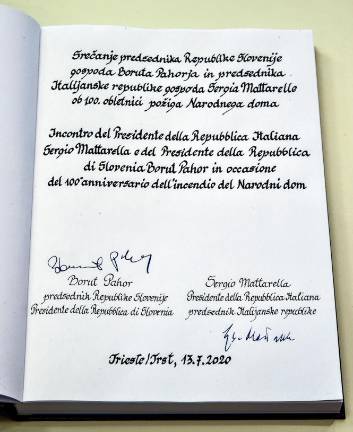 Srečanje predsednika Republike Slovenije
gospoda Boruta Pahorja in predsednika
Italijanske republike gospoda Sergia Mattarello
ob 100. obletnici požiga Narodnega doma
Incontro del Presidente della Repubblica Italiana
Sergio Mattarella e del Presidente della Repubblica
di Slovenia Borut Pahor in occasione
del 100° anniversario dell'incendio del Narodni dom
Borut Pahor
predsednik Republike Slovenije
Presidente della Repubblica di Slovenia
Sergio Mattarella
Presidente della Repubblica Italiana
predsednik Italijanske republike
Trieste/Trst, 13.7.2020